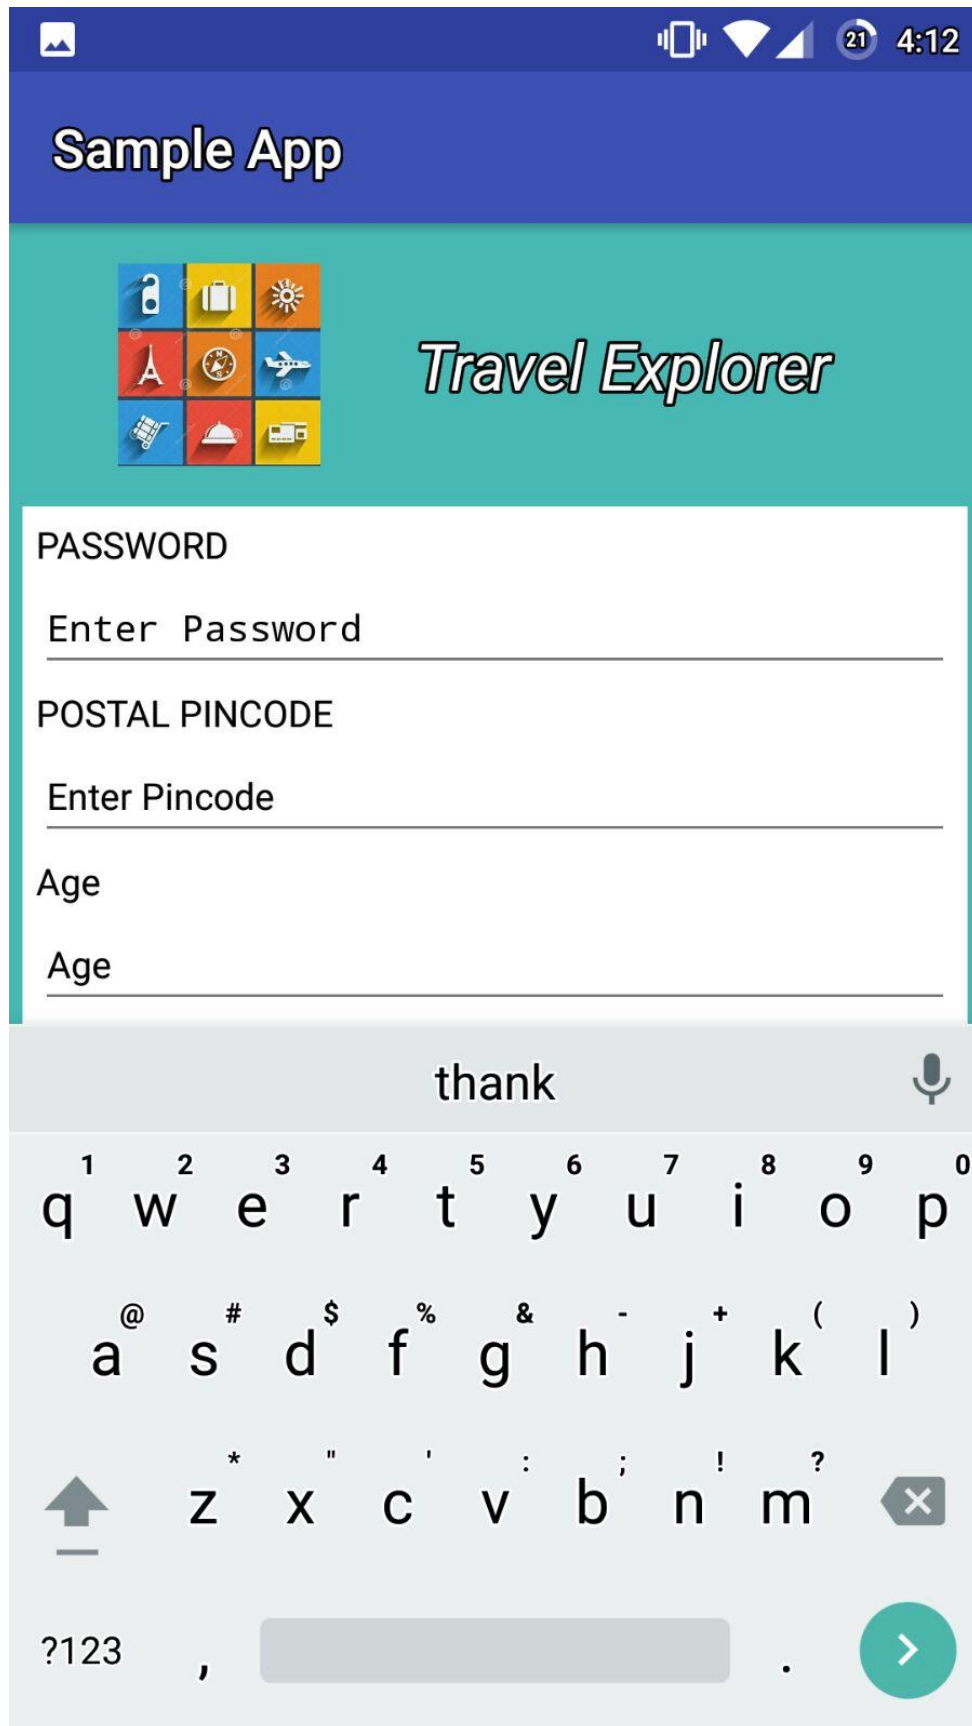 21 4:12
Sample App
Travel Explorer
PASSWORD
Enter Password
POSTAL PINCODE
Enter Pincode
Age
Age
thank
1 2 3 4 5 6 7 8 9 0
q w e r t y u i o p
@ # $ % & - + ( )
a s d f g h j k l
* " ' : ; ! ?
z x c v b n m
?123 , .